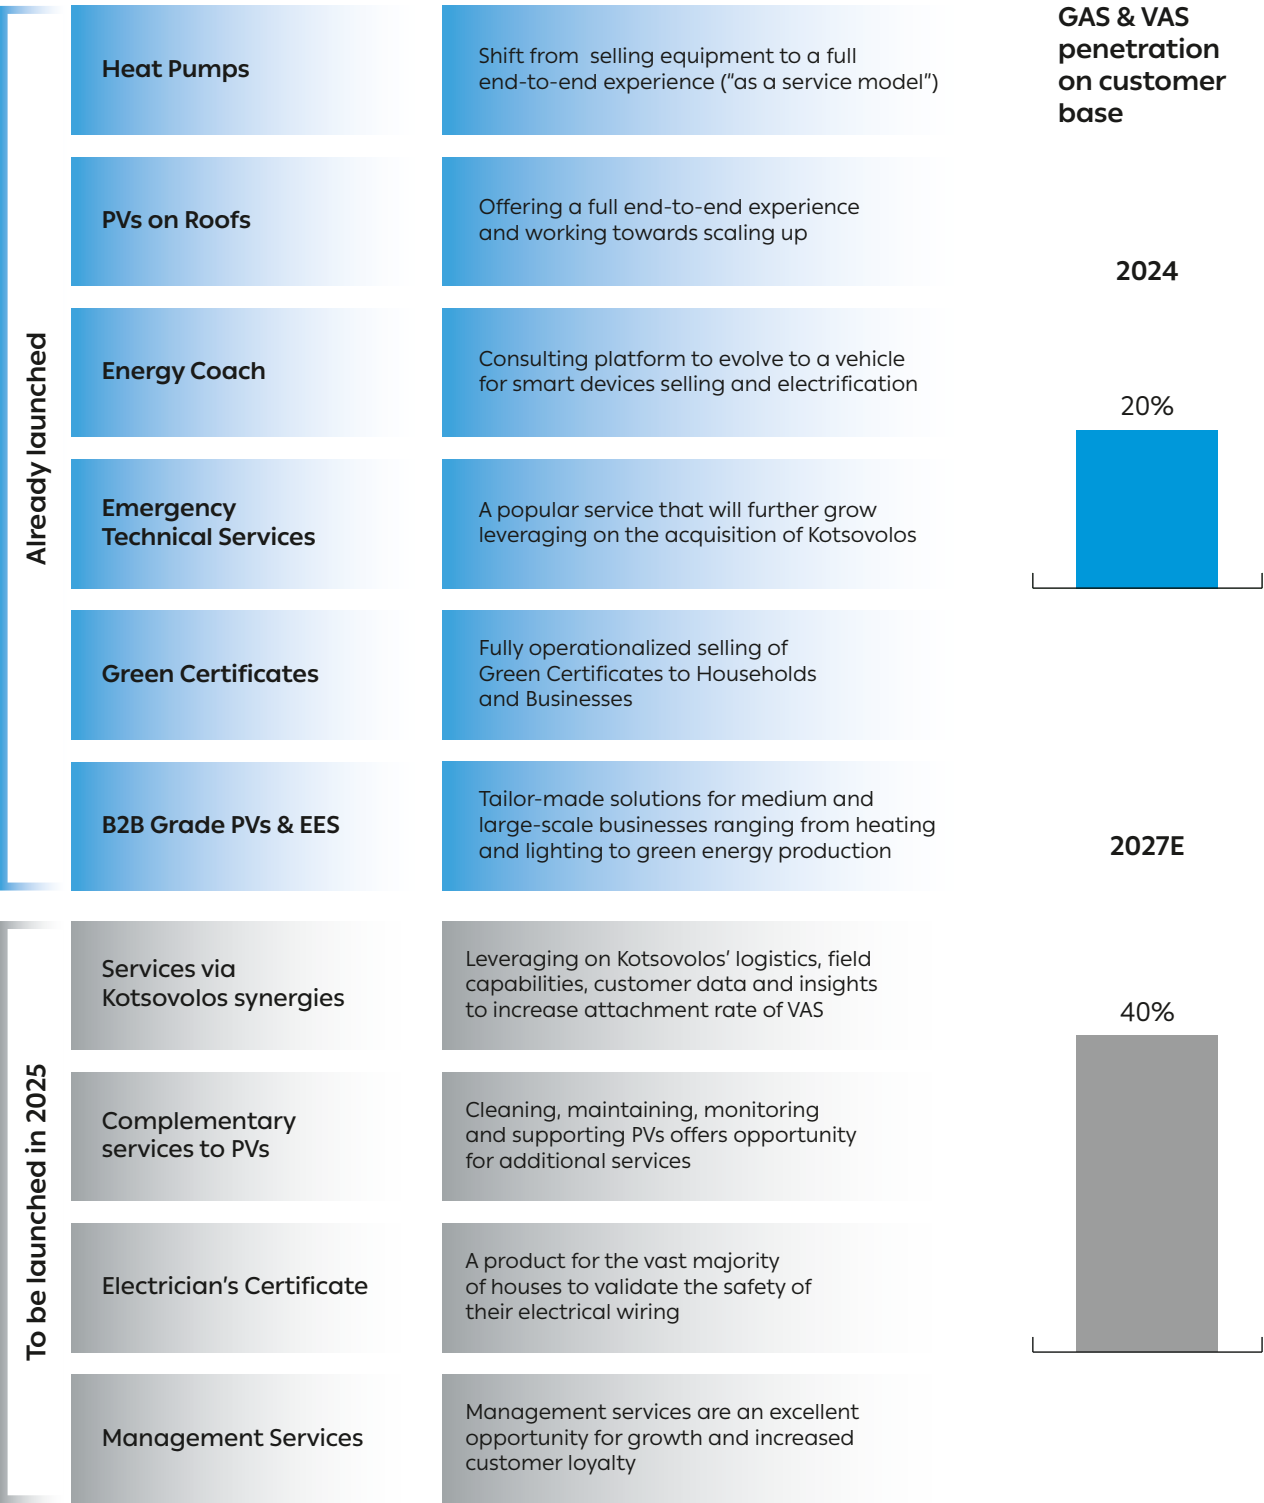 GAS & VAS
penetration
on customer
base
Already launched
Heat Pumps
Shift from selling equipment to a full
end-to-end experience (“as a service model”)
PVs on Roofs
Offering a full end-to-end experience
and working towards scaling up
Energy Coach
Consulting platform to evolve to a vehicle
for smart devices selling and electrification
Emergency
Technical Services
A popular service that will further grow
leveraging on the acquisition of Kotsovolos
Green Certificates
Fully operationalized selling of
Green Certificates to Households
and Businesses
B2B Grade PVs & EES
Tailor-made solutions for medium and
large-scale businesses ranging from heating
and lighting to green energy production
2024
20%
To be launched in 2025
Services via
Kotsovolos synergies
Leveraging on Kotsovolos’ logistics, field
capabilities, customer data and insights
to increase attachment rate of VAS
Complementary
services to PVs
Cleaning, maintaining, monitoring
and supporting PVs offers opportunity
for additional services
Electrician’s Certificate
A product for the vast majority
of houses to validate the safety of
their electrical wiring
Management Services
Management services are an excellent
opportunity for growth and increased
customer loyalty
2027E
40%